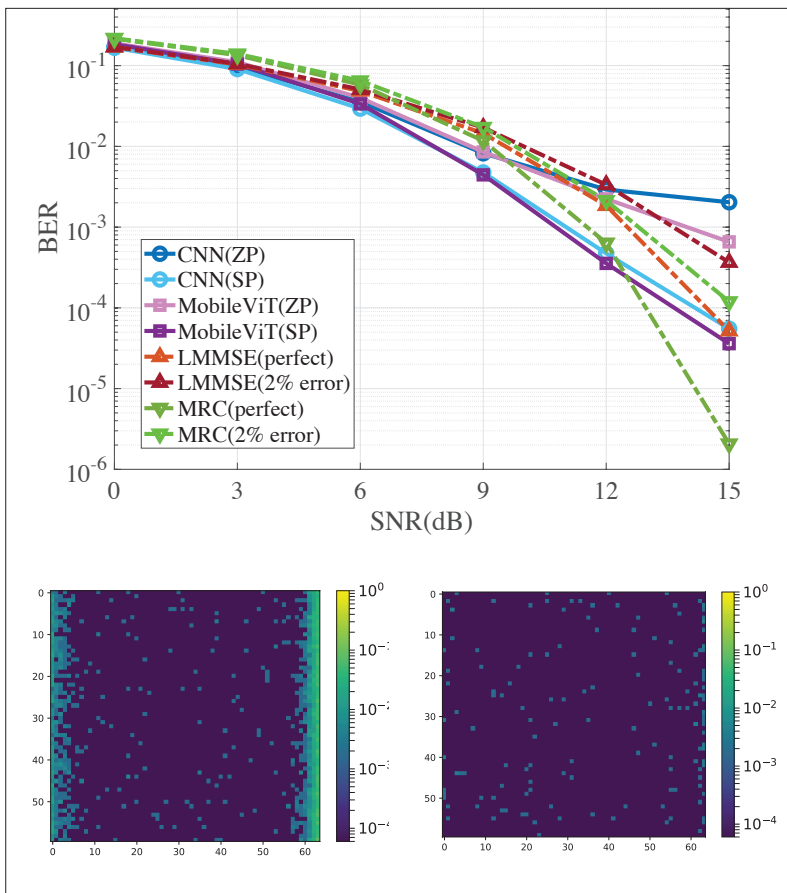 10^-1
10^-2
10^-3
10^-4
10^-5
10^-6
BER
CNN(ZP)
CNN(SP)
MobileViT(ZP)
MobileViT(SP)
LMMSE(perfect)
LMMSE(2% error)
MRC(perfect)
MRC(2% error)
0 3 6 9 12 15
SNR(dB)
0
10
20
30
40
50
0 10 20 30 40 50 60
10^0
10^-1
10^-2
10^-3
10^-4
0
10
20
30
40
50
0 10 20 30 40 50 60
10^0
10^-1
10^-2
10^-3
10^-4